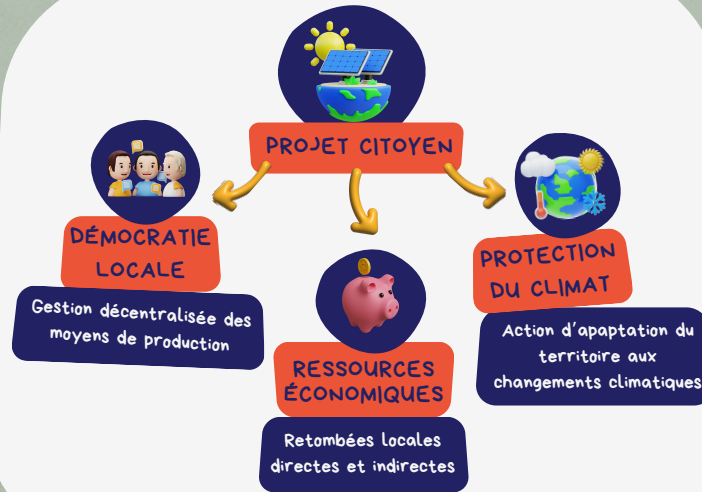 PROJET CITOYEN
DÉMOCRATIE
LOCALE
Gestion décentralisée des
moyens de production
RESSOURCES
ÉCONOMIQUES
Retombées locales
directes et indirectes
PROTECTION
DU CLIMAT
Action d'apaptation du
territoire aux
changements climatiques